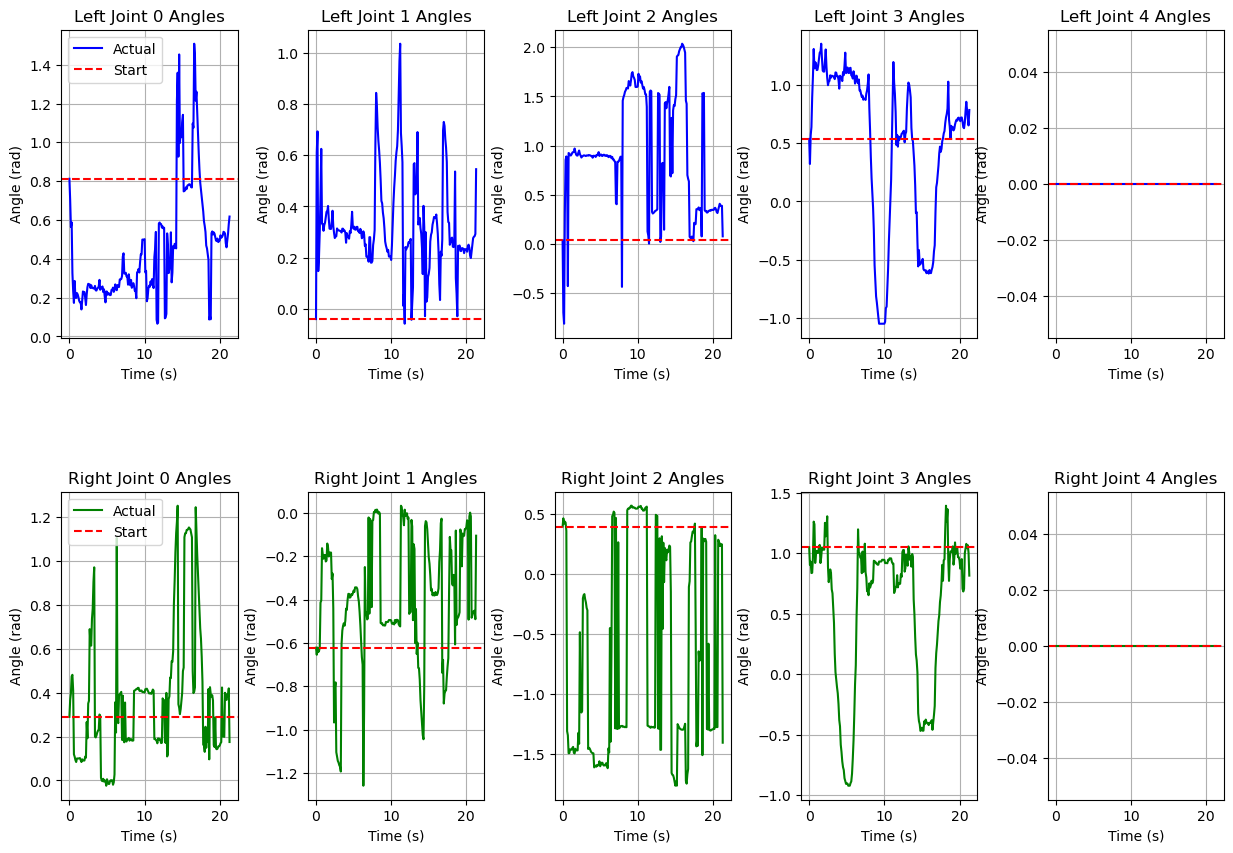 Left Joint 0 Angles
Actual
Start
1.4
1.2
1.0
0.8
0.6
0.4
0.2
0.0
Angle (rad)
0 10 20
Time (s)
Left Joint 1 Angles
1.0
0.8
0.6
0.4
0.2
0.0
Angle (rad)
0 10 20
Time (s)
Left Joint 2 Angles
2.0
1.5
1.0
0.5
0.0
−0.5
Angle (rad)
0 10 20
Time (s)
Left Joint 3 Angles
1.0
0.5
0.0
−0.5
−1.0
Angle (rad)
0 10 20
Time (s)
Left Joint 4 Angles
0.04
0.02
0.00
−0.02
−0.04
Angle (rad)
0 10 20
Time (s)
Right Joint 0 Angles
Actual
Start
1.2
1.0
0.8
0.6
0.4
0.2
0.0
Angle (rad)
0 10 20
Time (s)
Right Joint 1 Angles
0.0
−0.2
−0.4
−0.6
−0.8
−1.0
−1.2
Angle (rad)
0 10 20
Time (s)
Right Joint 2 Angles
0.5
0.0
−0.5
−1.0
−1.5
Angle (rad)
0 10 20
Time (s)
Right Joint 3 Angles
1.5
1.0
0.5
0.0
−0.5
−1.0
Angle (rad)
0 10 20
Time (s)
Right Joint 4 Angles
0.04
0.02
0.00
−0.02
−0.04
Angle (rad)
0 10 20
Time (s)